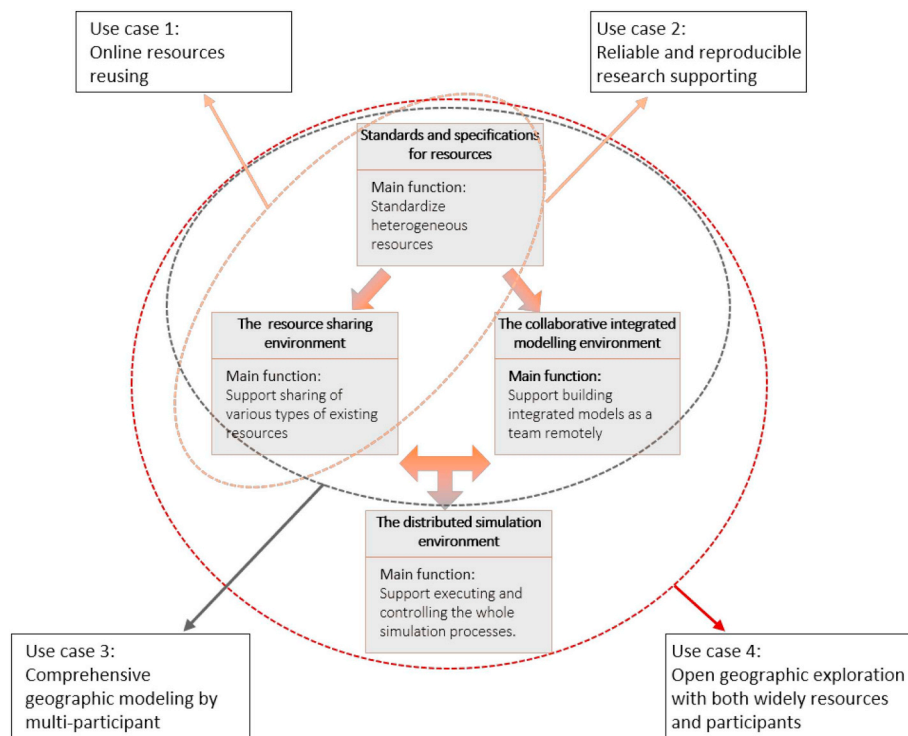 Use case 1:
Online resources
reusing
Use case 2:
Reliable and reproducible
research supporting
Standards and specifications
for resources
Main function:
Standardize
heterogeneous
resources
The resource sharing
environment
Main function:
Support sharing of
various types of existing
resources
The collaborative integrated
modelling environment
Main function:
Support building
integrated models as a
team remotely
The distributed simulation
environment
Main function:
Support executing and
controlling the whole
simulation processes.
Use case 3:
Comprehensive
geographic modeling by
multi-participant
Use case 4:
Open geographic exploration
with both widely resources
and participants